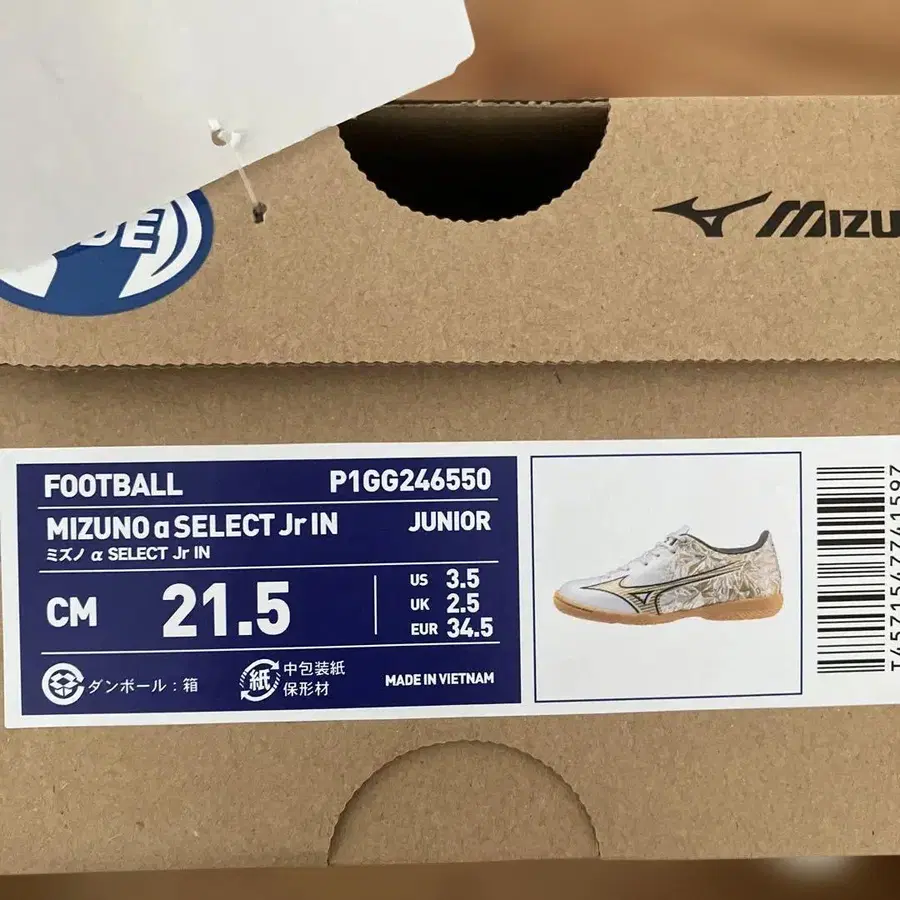 MIZU
FOOTBALL P1GG246550
MIZUNO α SELECT Jr IN JUNIOR
ミズノ α SELECT Jr IN
CM 21.5
US 3.5
UK 2.5
EUR 34.5
ダンボール：箱
紙 中包装紙
保形材
MADE IN VIETNAM